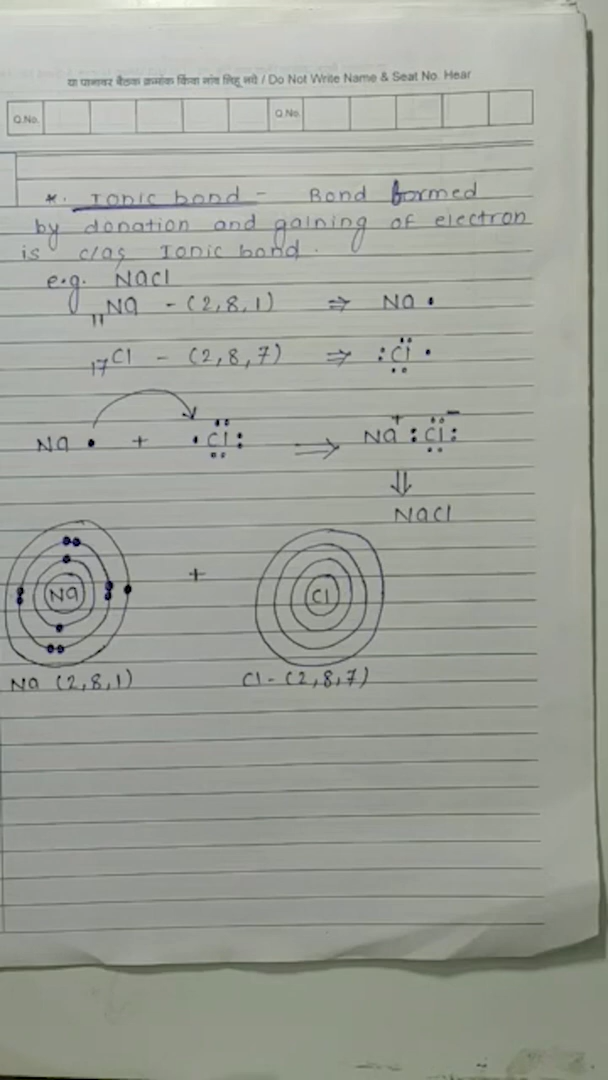 या पानावर बैठक क्रमांक किंवा नांव लिहू नये / Do Not Write Name & Seat No. Hear
Q.No. Q.No.
*. Ionic bond - Bond formed
by donation and gaining of electron
is c/as Ionic bond.
e.g. NaCl
₁₁Na - (2,8,1) ⇒ Na •
₁₇Cl - (2,8,7) ⇒ :Cl •
Na • + •Cl: ⇒ Na⁺ :Cl:⁻
⇓
NaCl
Na + Cl
Na (2,8,1) Cl - (2,8,7)